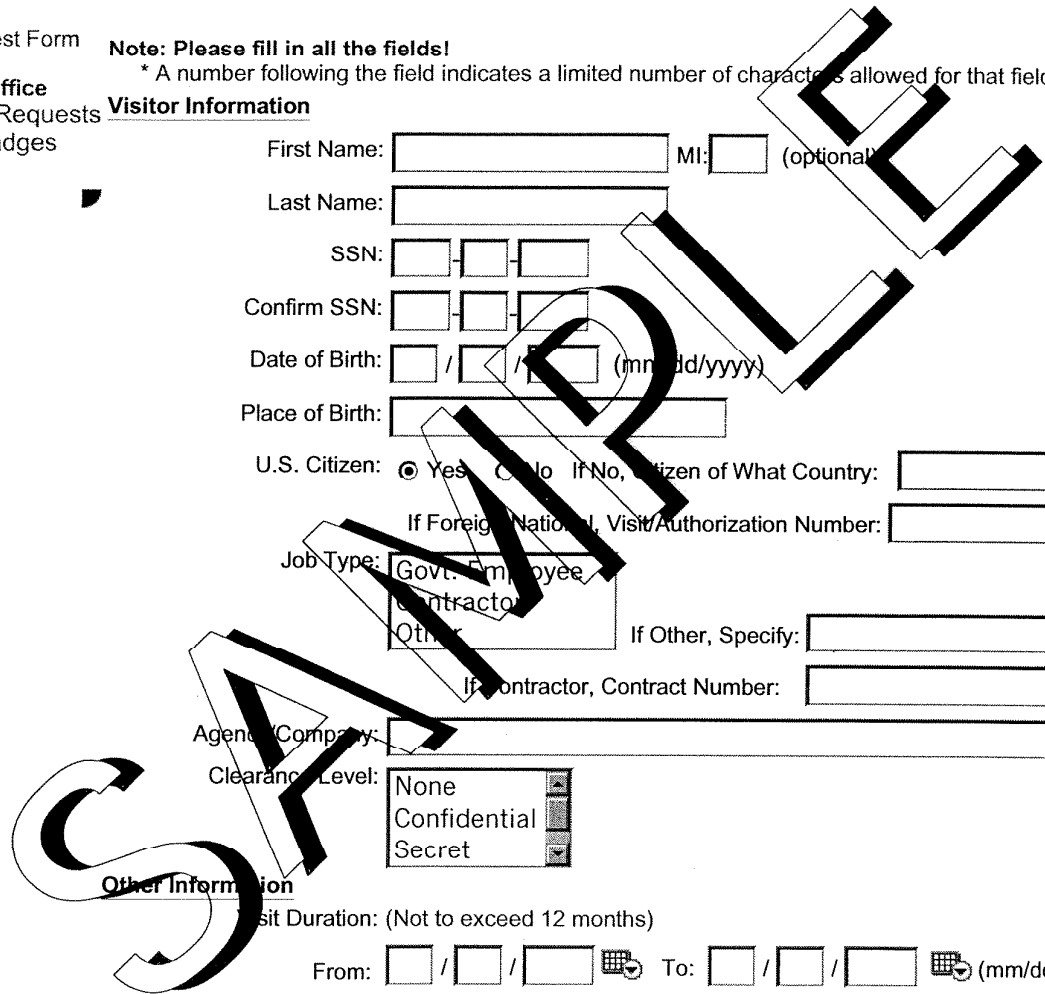 est Form
ffice
Requests
dges
Note: Please fill in all the fields!
* A number following the field indicates a limited number of characters allowed for that field
Visitor Information
First Name: MI: (optional)
Last Name:
SSN: - -
Confirm SSN: - -
Date of Birth: / / (mm/dd/yyyy)
Place of Birth:
U.S. Citizen: Yes No If No, Citizen of What Country:
If Foreign National, Visit/Authorization Number:
Job Type: Govt. Employee
Contractor
Other
If Other, Specify:
If Contractor, Contract Number:
Agency/Company:
Clearance Level: None
Confidential
Secret
Other Information
Visit Duration: (Not to exceed 12 months)
From: / / To: / / (mm/dd
SAMPLE